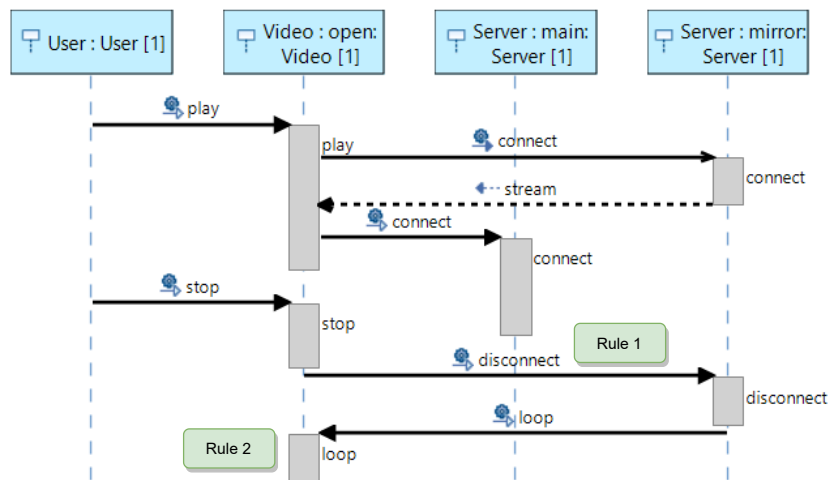 User : User [1]
Video : open:
Video [1]
Server : main:
Server [1]
Server : mirror:
Server [1]
play
play
connect
connect
stream
connect
connect
stop
stop
Rule 1
disconnect
disconnect
loop
Rule 2
loop